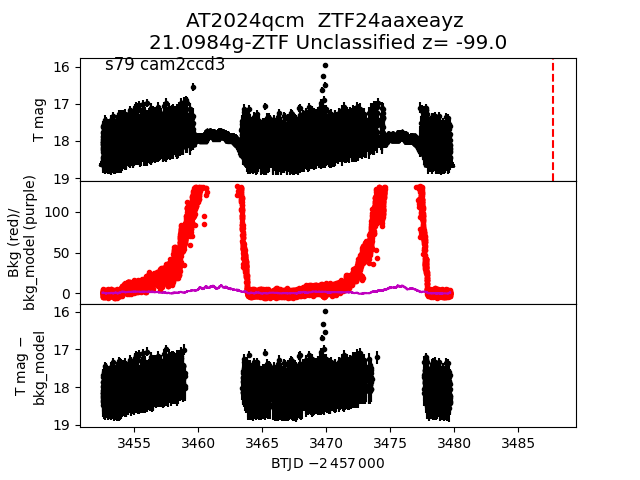 AT2024qcm ZTF24aaxeayz
21.0984g-ZTF Unclassified z= -99.0
s79 cam2ccd3
T mag
16
17
18
19
Bkg (red)/
bkg_model (purple)
100
50
0
T mag −
bkg_model
16
17
18
19
3455 3460 3465 3470 3475 3480 3485
BTJD −2 457 000